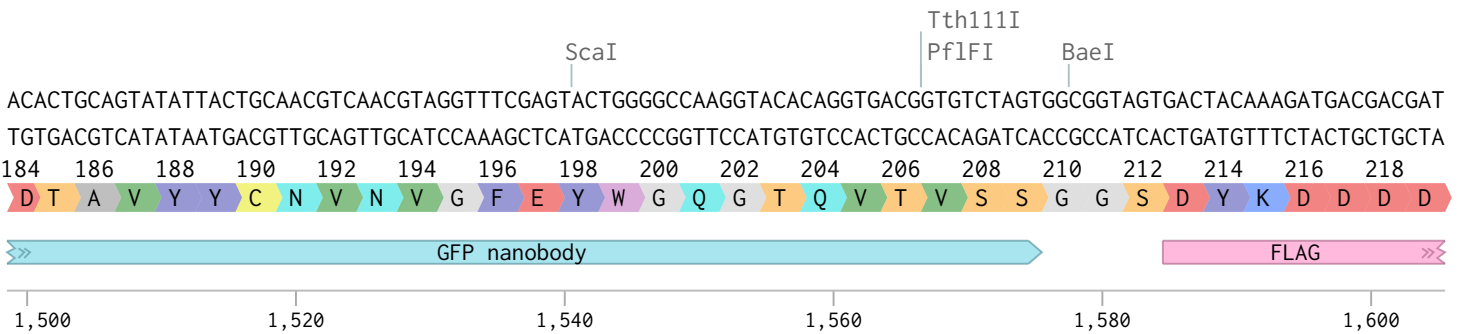 Tth111I
ScaI PflFI BaeI
ACACTGCAGTATATTACTGCAACGTCAACGTAGGTTTCGAGTACTGGGGCCAAGGTACACAGGTGACGGTGTCTAGTGGCGGTAGTGACTACAAAGATGACGACGAT
TGTGACGTCATATAATGACGTTGCAGTTGCATCCAAAGCTCATGACCCCGGTTCCATGTGTCCACTGCCACAGATCACCGCCATCACTGATGTTTCTACTGCTGCTA
184 186 188 190 192 194 196 198 200 202 204 206 208 210 212 214 216 218
D T A V Y Y C N V N V G F E Y W G Q G T Q V T V S S G G S D Y K D D D D
GFP nanobody FLAG
1,500 1,520 1,540 1,560 1,580 1,600